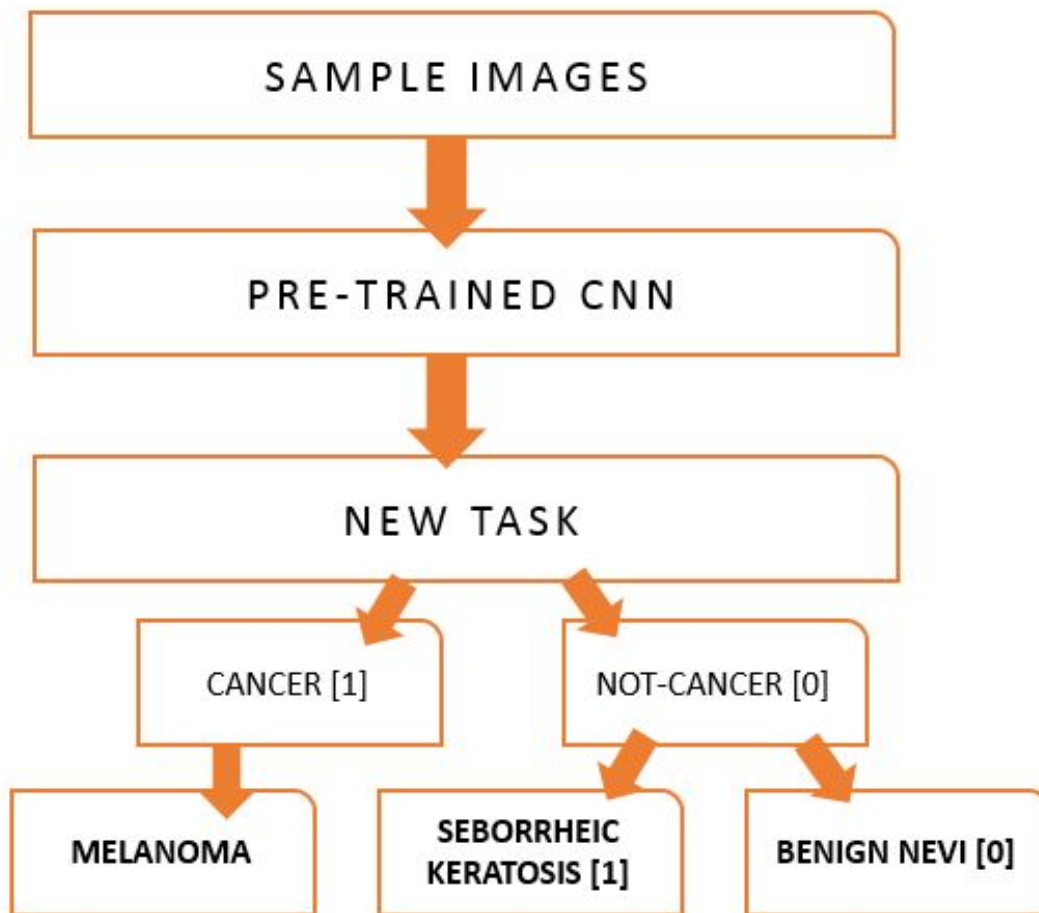 SAMPLE IMAGES
PRE-TRAINED CNN
NEW TASK
CANCER [1]
NOT-CANCER [0]
MELANOMA
SEBORRHEIC
KERATOSIS [1]
BENIGN NEVI [0]